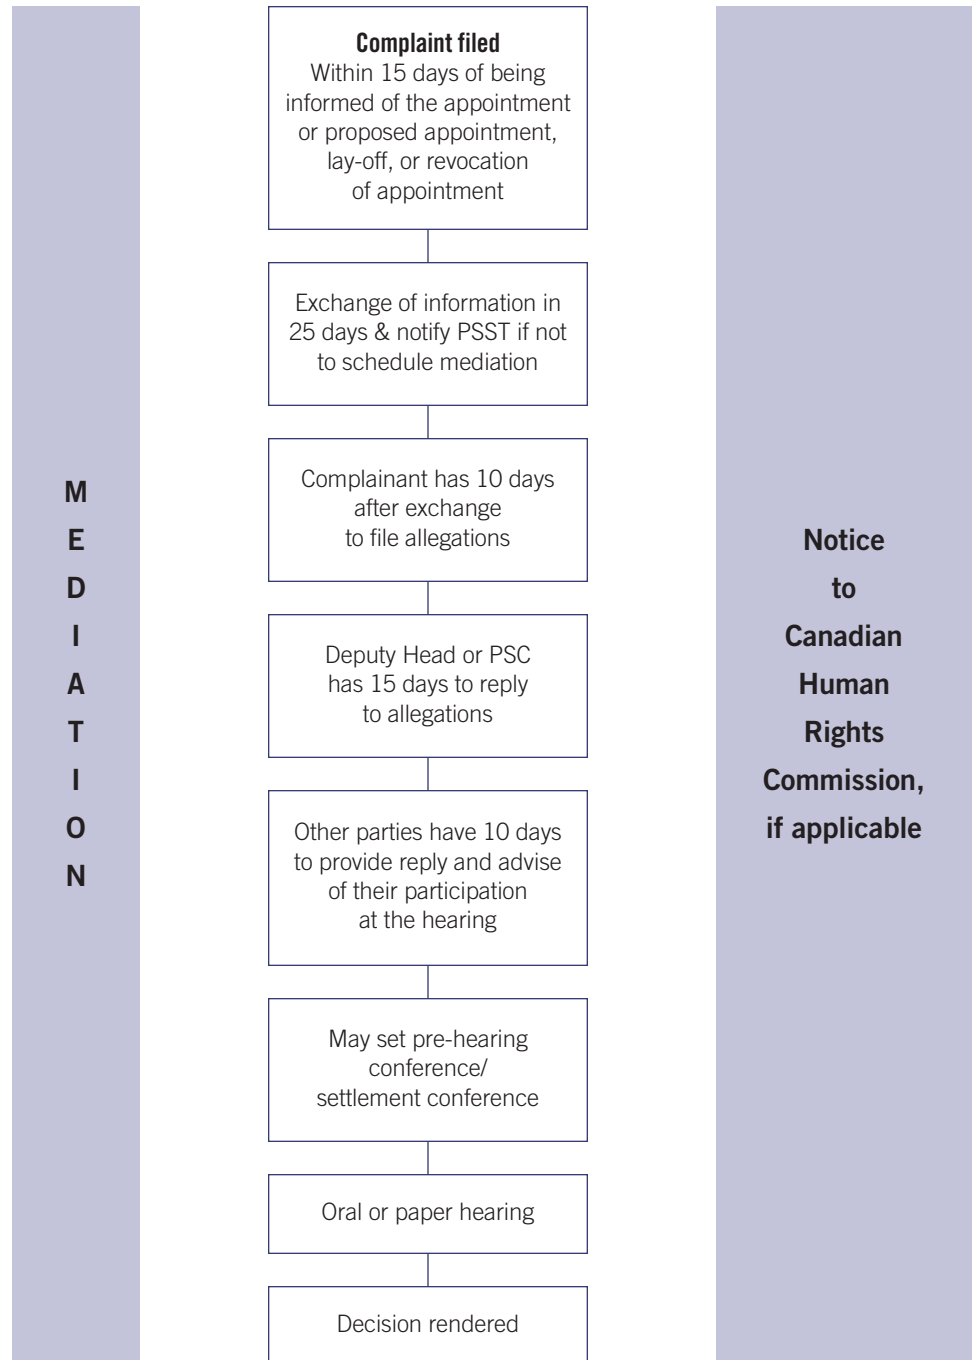 Complaint filed
Within 15 days of being
informed of the appointment
or proposed appointment,
lay-off, or revocation
of appointment
Exchange of information in
25 days & notify PSST if not
to schedule mediation
Complainant has 10 days
after exchange
to file allegations
Deputy Head or PSC
has 15 days to reply
to allegations
Other parties have 10 days
to provide reply and advise
of their participation
at the hearing
May set pre-hearing
conference/
settlement conference
Oral or paper hearing
Decision rendered
M
E
D
I
A
T
I
O
N
Notice
to
Canadian
Human
Rights
Commission,
if applicable